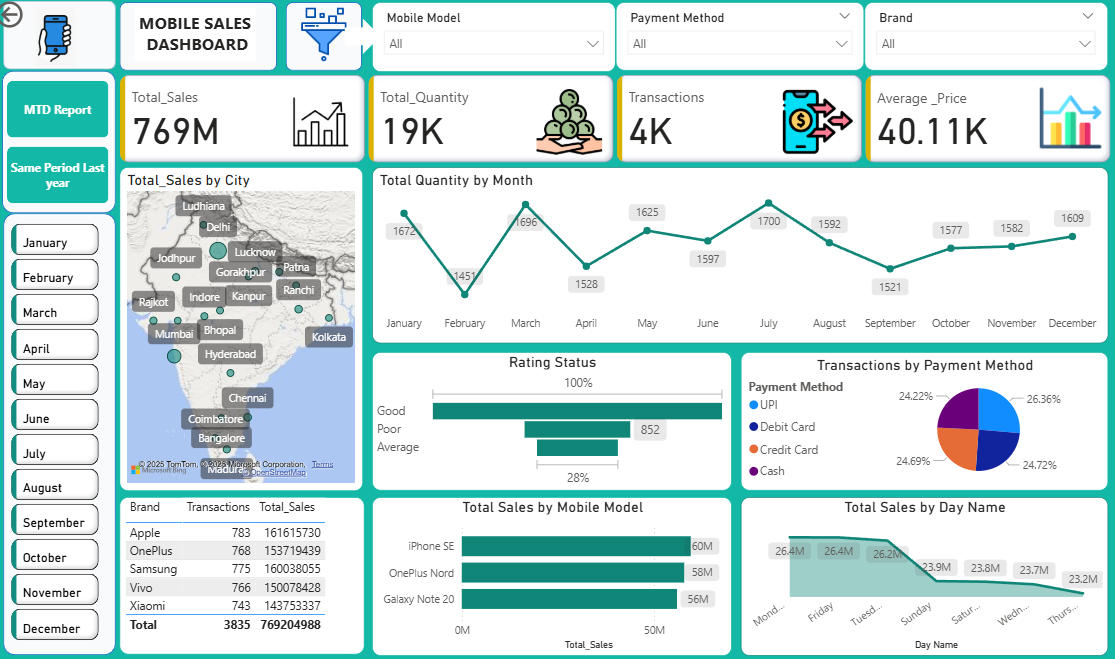 MOBILE SALES
DASHBOARD
Mobile Model
All
Payment Method
All
Brand
All
MTD Report
Same Period Last
year
January
February
March
April
May
June
July
August
September
October
November
December
Total_Sales
769M
Total_Quantity
19K
Transactions
4K
Average _Price
40.11K
Total_Sales by City
Ludhiana
Delhi
Lucknow
Jodhpur
Gorakhpur
Patna
Ranchi
Indore
Kanpur
Rajkot
Mumbai
Bhopal
Kolkata
Hyderabad
Chennai
Coimbatore
Bangalore
© 2025 TomTom, © 2025 Microsoft Corporation, Terms
Microsoft Bing
OpenStreetMap
Total Quantity by Month
1672
1451
1696
1528
1625
1597
1700
1592
1521
1577
1582
1609
January February March April May June July August September October November December
Rating Status
100%
Good
Poor
852
Average
28%
Transactions by Payment Method
Payment Method
UPI
Debit Card
Credit Card
Cash
24.22%
26.36%
24.69%
24.72%
Brand Transactions Total_Sales
Apple 783 161615730
OnePlus 768 153719439
Samsung 775 160038055
Vivo 766 150078428
Xiaomi 743 143753337
Total 3835 769204988
Total Sales by Mobile Model
iPhone SE 60M
OnePlus Nord 58M
Galaxy Note 20 56M
0M 50M
Total_Sales
Total Sales by Day Name
26.4M
26.4M
26.2M
23.9M
23.8M
23.7M
23.2M
Mond... Friday Tuesd... Sunday Satur... Wedn... Thurs...
Day Name